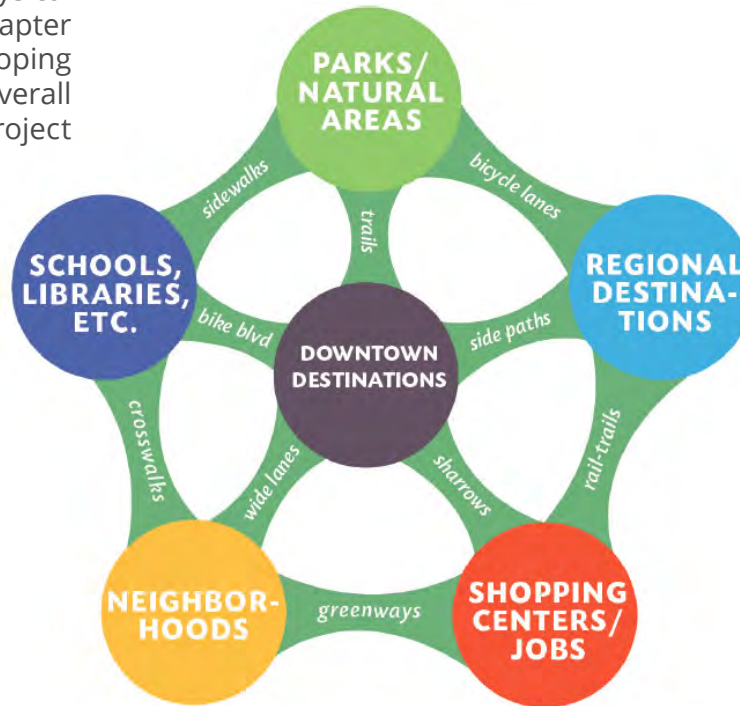 apter
oping
verall
roject
PARKS/
NATURAL
AREAS
sidewalks
bicycle lanes
trails
SCHOOLS,
LIBRARIES,
ETC.
REGIONAL
DESTINA-
TIONS
bike blvd
side paths
DOWNTOWN
DESTINATIONS
crosswalks
wide lanes
sharrows
rail-trails
NEIGHBOR-
HOODS
greenways
SHOPPING
CENTERS/
JOBS